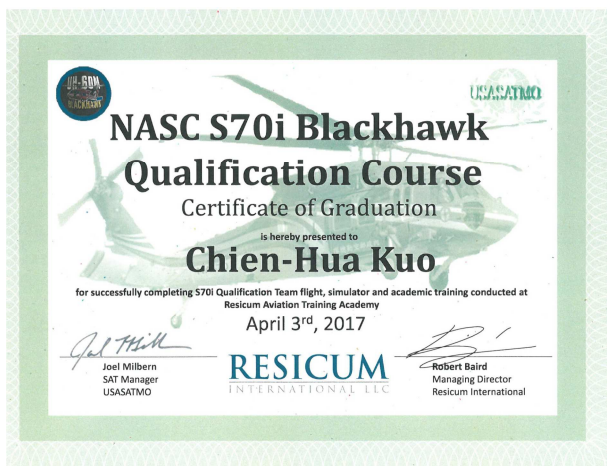 UH-60M
BLACKHAWK
USASATMO
NASC S70i Blackhawk
Qualification Course
Certificate of Graduation
is hereby presented to
Chien-Hua Kuo
for successfully completing S70i Qualification Team flight, simulator and academic training conducted at
Resicum Aviation Training Academy
April 3rd, 2017
Joel Milbern
SAT Manager
USASATMO
RESICUM
INTERNATIONAL LLC
Robert Baird
Managing Director
Resicum International